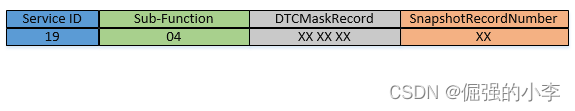 Service ID Sub-Function DTCMaskRecord SnapshotRecordNumber
19 04 XX XX XX XX
CSDN @倔强的小李